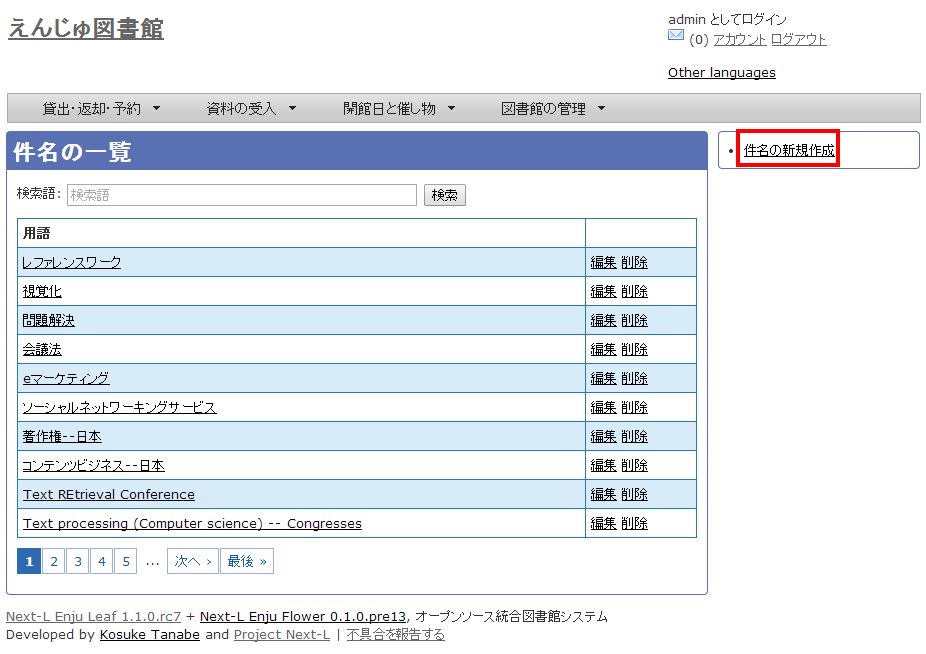 えんじゅ図書館
admin としてログイン
(0) アカウント ログアウト
Other languages
貸出・返却・予約 ▼ 資料の受入 ▼ 開館日と催し物 ▼ 図書館の管理 ▼
件名の一覧
• 件名の新規作成
検索語: 検索語 検索
用語
レファレンスワーク 編集 削除
視覚化 編集 削除
問題解決 編集 削除
会議法 編集 削除
eマーケティング 編集 削除
ソーシャルネットワーキングサービス 編集 削除
著作権--日本 編集 削除
コンテンツビジネス--日本 編集 削除
Text REtrieval Conference 編集 削除
Text processing (Computer science) -- Congresses 編集 削除
1 2 3 4 5 ... 次へ › 最後 »
Next-L Enju Leaf 1.1.0.rc7 + Next-L Enju Flower 0.1.0.pre13, オープンソース統合図書館システム
Developed by Kosuke Tanabe and Project Next-L | 不具合を報告する